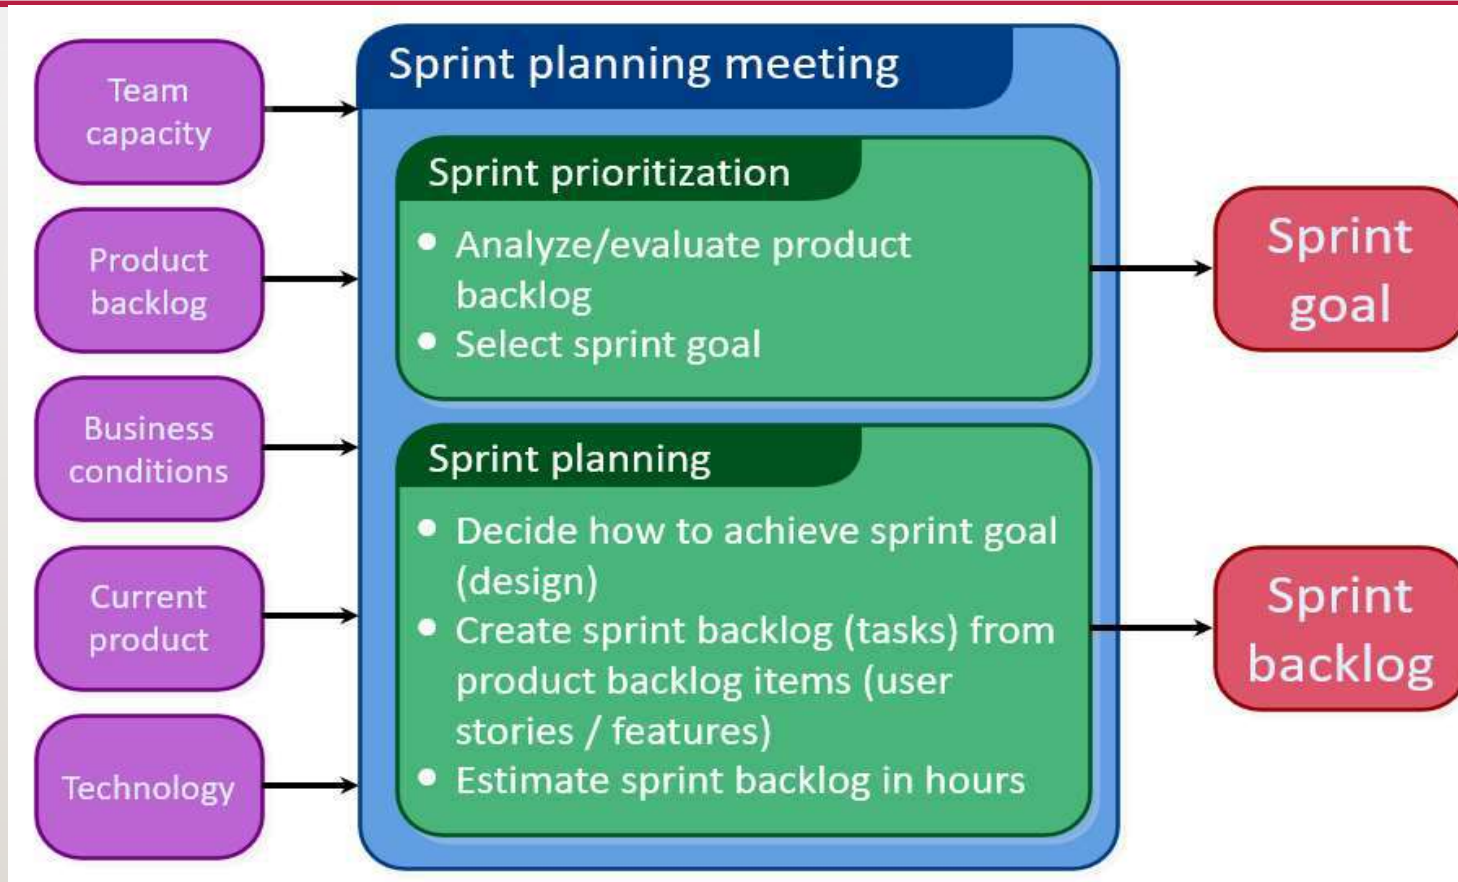 Team
capacity
Product
backlog
Business
conditions
Current
product
Technology
Sprint planning meeting
Sprint prioritization
• Analyze/evaluate product
backlog
• Select sprint goal
Sprint planning
• Decide how to achieve sprint goal
(design)
• Create sprint backlog (tasks) from
product backlog items (user
stories / features)
• Estimate sprint backlog in hours
Sprint
goal
Sprint
backlog